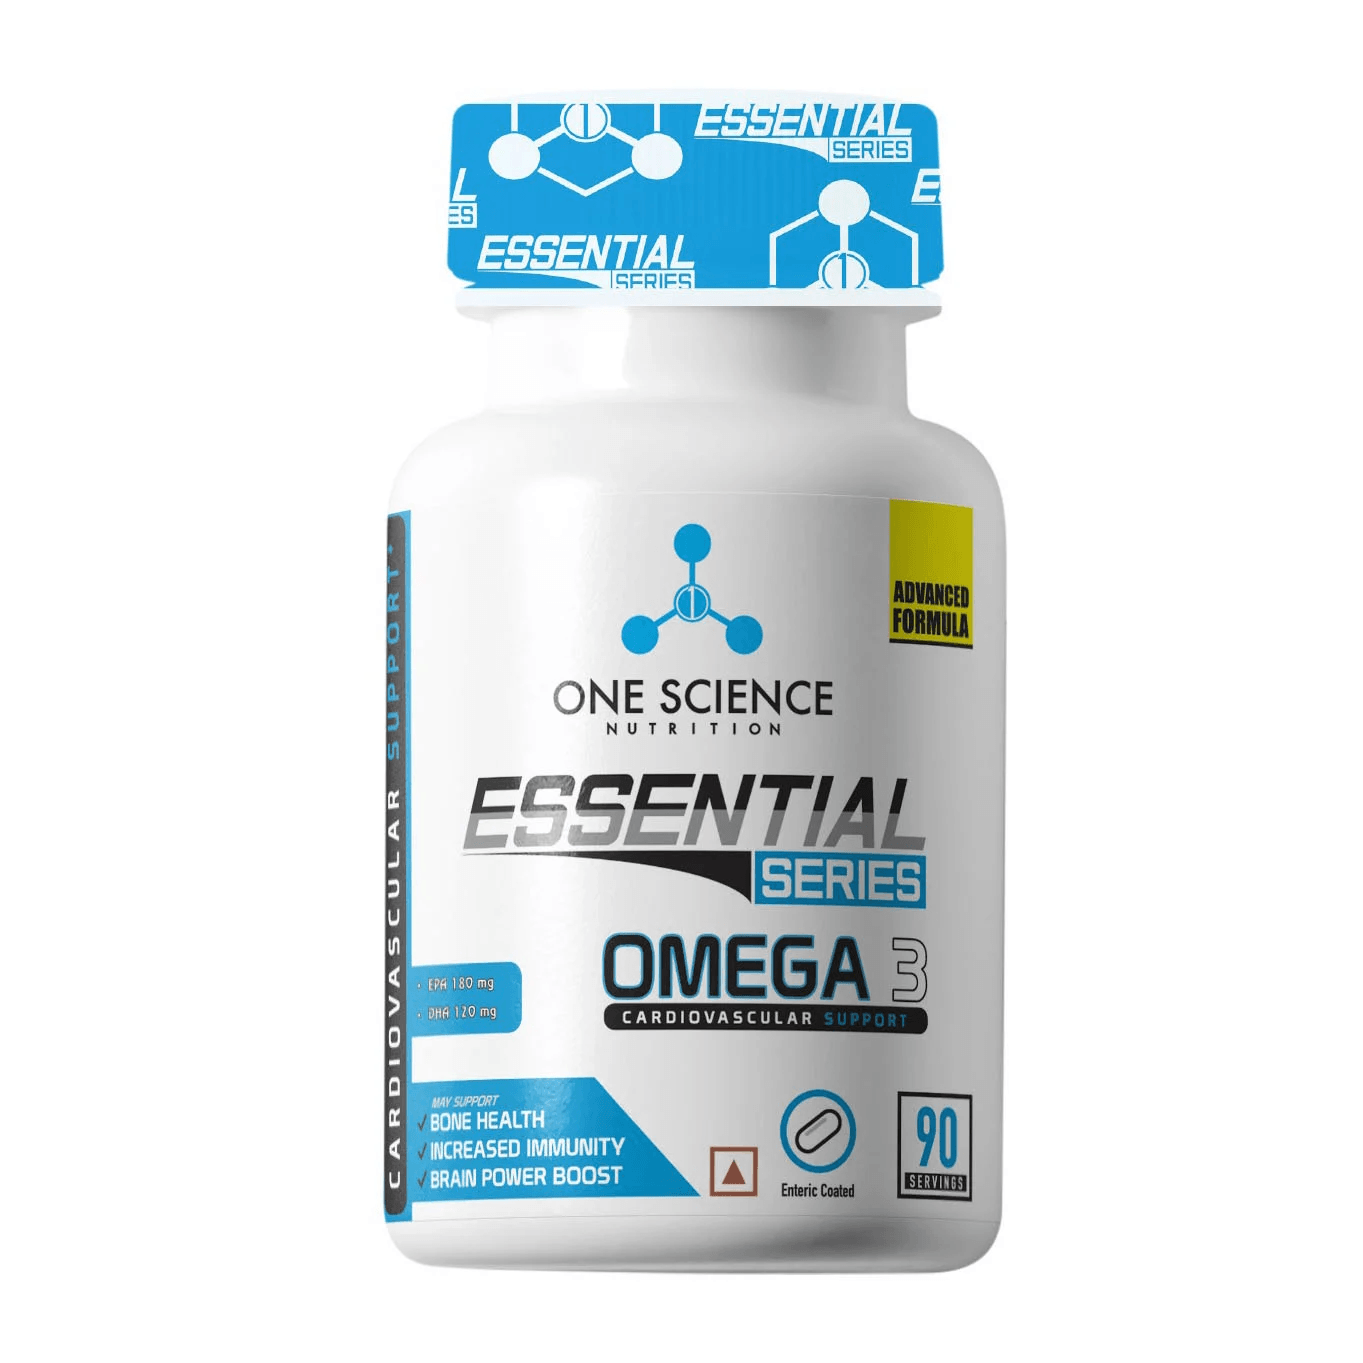 ESSENTIAL
SERIES
ESSENTIAL
SERIES
ADVANCED
FORMULA
ONE SCIENCE
NUTRITION
ESSENTIAL
SERIES
OMEGA 3
CARDIOVASCULAR SUPPORT
CARDIOVASCULAR SUPPORT
• EPA 180 mg
• DHA 120 mg
MAY SUPPORT
✓ BONE HEALTH
✓ INCREASED IMMUNITY
✓ BRAIN POWER BOOST
Enteric Coated
90
SERVINGS